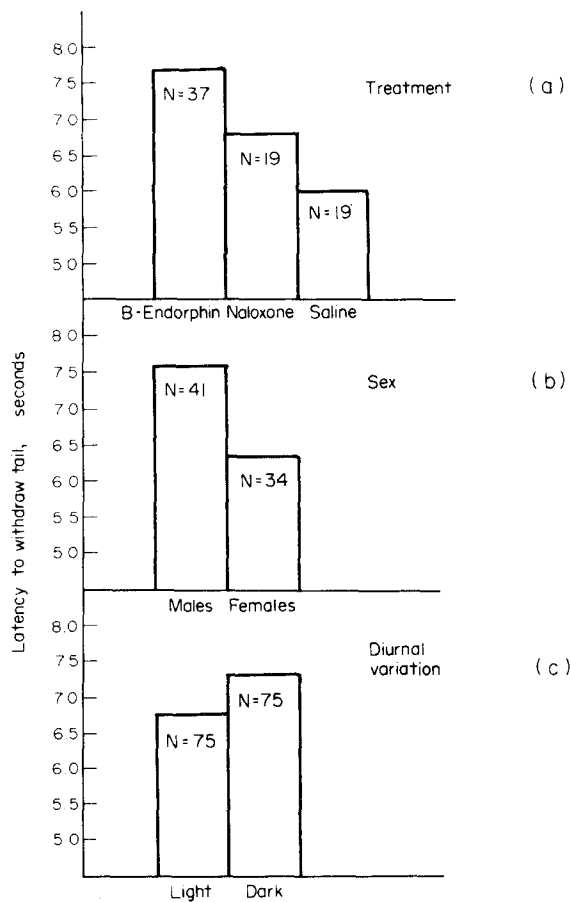 Latency to withdraw tail, seconds
8.0
7.5
7.0
6.5
6.0
5.5
5.0
N=37
N=19
N=19
Treatment
(a)
B-Endorphin Naloxone Saline
8.0
7.5
7.0
6.5
6.0
5.5
5.0
N=41
N=34
Sex
(b)
Males Females
8.0
7.5
7.0
6.5
6.0
5.5
5.0
N=75
N=75
Diurnal
variation
(c)
Light Dark